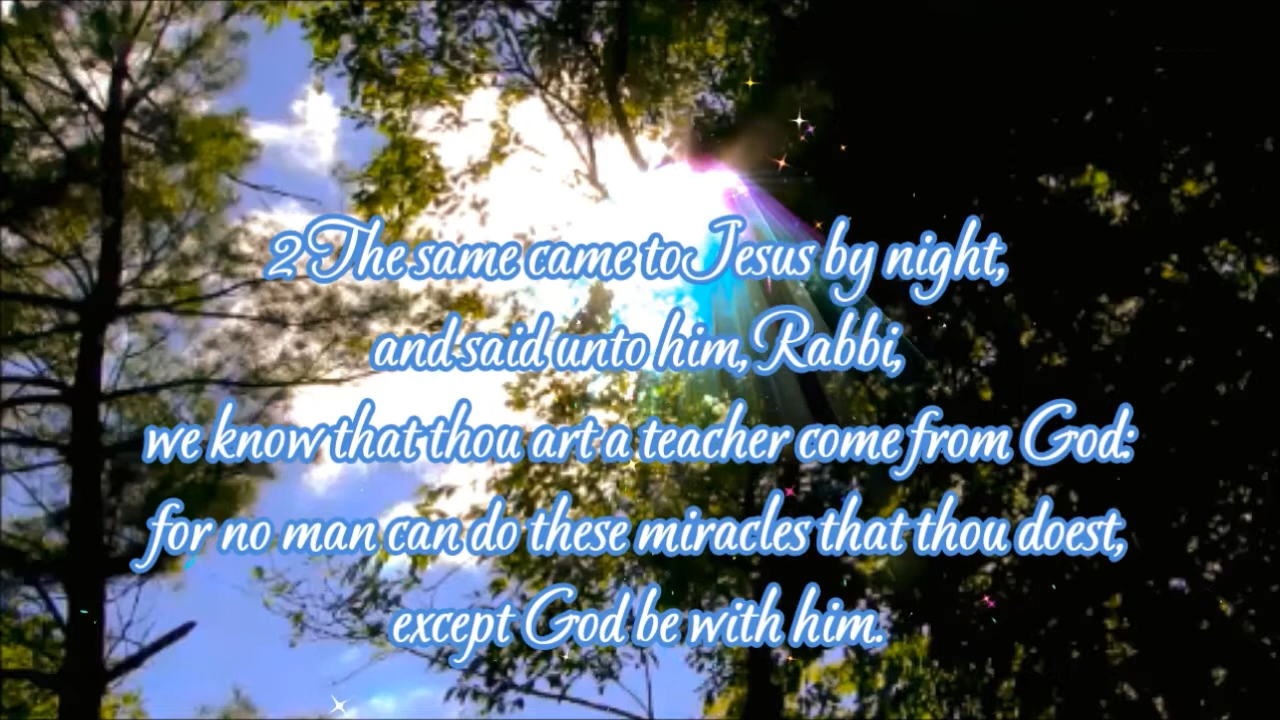 2 The same came to Jesus by night,
and said unto him, Rabbi,
we know that thou art a teacher come from God:
for no man can do these miracles that thou doest,
except God be with him.